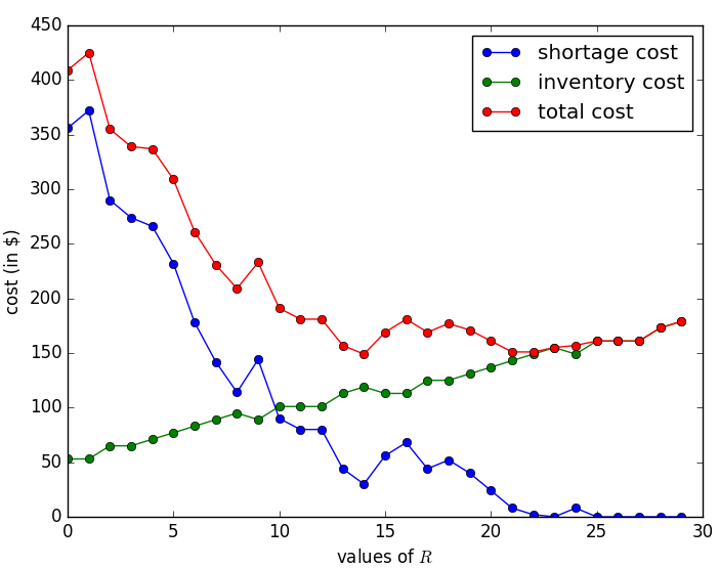 450
400
350
300
250
200
150
100
50
0
cost (in $)
0 5 10 15 20 25 30
values of R
shortage cost
inventory cost
total cost